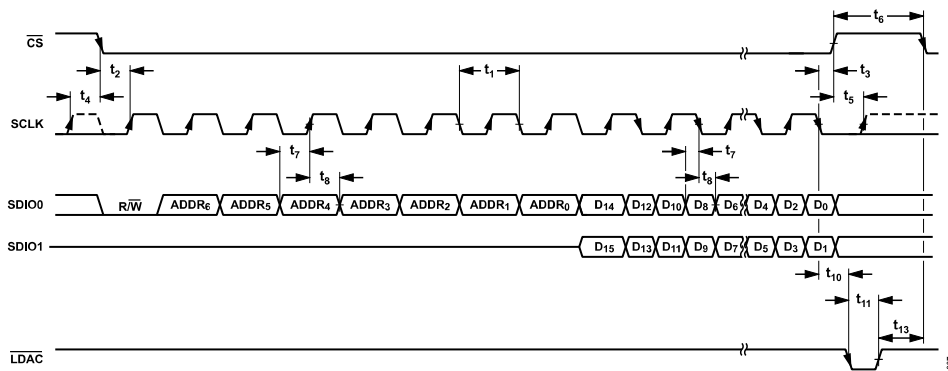 t6
CS
t2 t1 t3
t4 t5
SCLK
t7 t7
t8 t8
SDIO0 R/W ADDR6 ADDR5 ADDR4 ADDR3 ADDR2 ADDR1 ADDR0 D14 D12 D10 D8 D6 D4 D2 D0
SDIO1 D15 D13 D11 D9 D7 D5 D3 D1
t10
t11
t13
LDAC